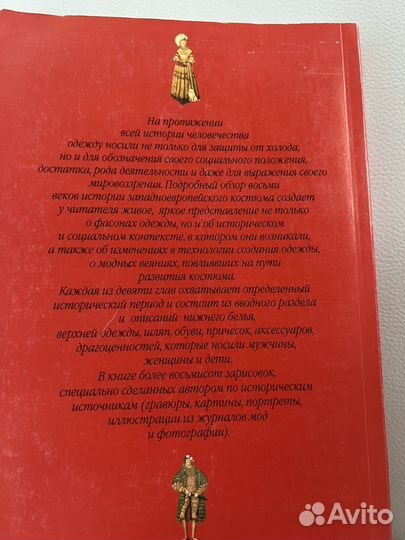 На протяжении
всей истории человечества
одежду носили не только для защиты от холода,
но и для обозначения своего социального положения,
достатка, рода деятельности и даже для выражения своего
мировоззрения. Подробный обзор восьми
веков истории западноевропейского костюма создает
у читателя живое, яркое представление не только
о фасонах одежды, но и об историческом
и социальном контексте, в котором они возникали,
а также об изменениях в технологии создания одежды,
о модных веяниях, повлиявших на пути
развития костюма.
Каждая из девяти глав охватывает определенный
исторический период и состоит из вводного раздела
и описаний нижнего белья,
верхней одежды, шляп, обуви, причесок, аксессуаров,
драгоценностей, которые носили мужчины,
женщины и дети.
В книге более восьмисот зарисовок,
специально сделанных автором по историческим
источникам (гравюры, картины, портреты,
иллюстрации из журналов мод
и фотографии).
Avito